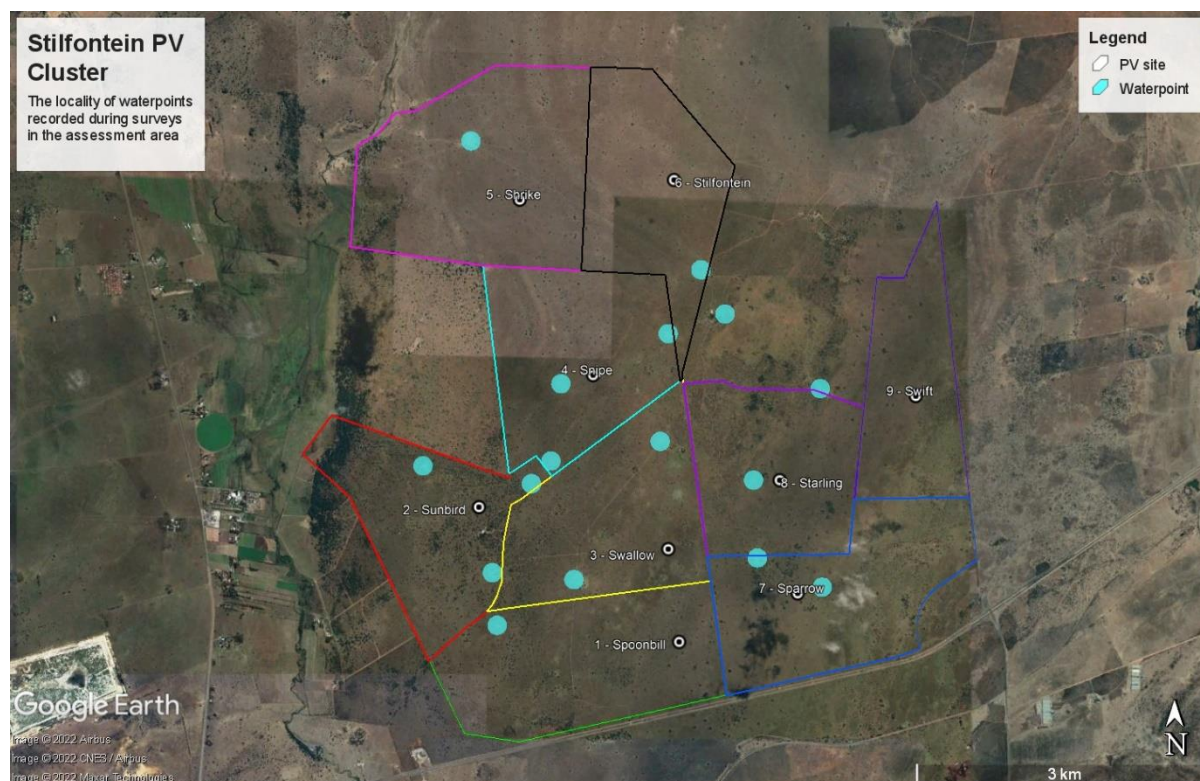 Stilfontein PV
Cluster
The locality of waterpoints
recorded during surveys
in the assessment area
Legend
PV site
Waterpoint
5 - Shrike
6 - Stilfontein
4 - Snipe
9 - Swift
8 - Starling
2 - Sunbird
3 - Swallow
7 - Sparrow
1 - Spoonbill
Google Earth
Image © 2022 Airbus
Image © 2022 CNES / Airbus
Image © 2022 Maxar Technologies
N
3 km